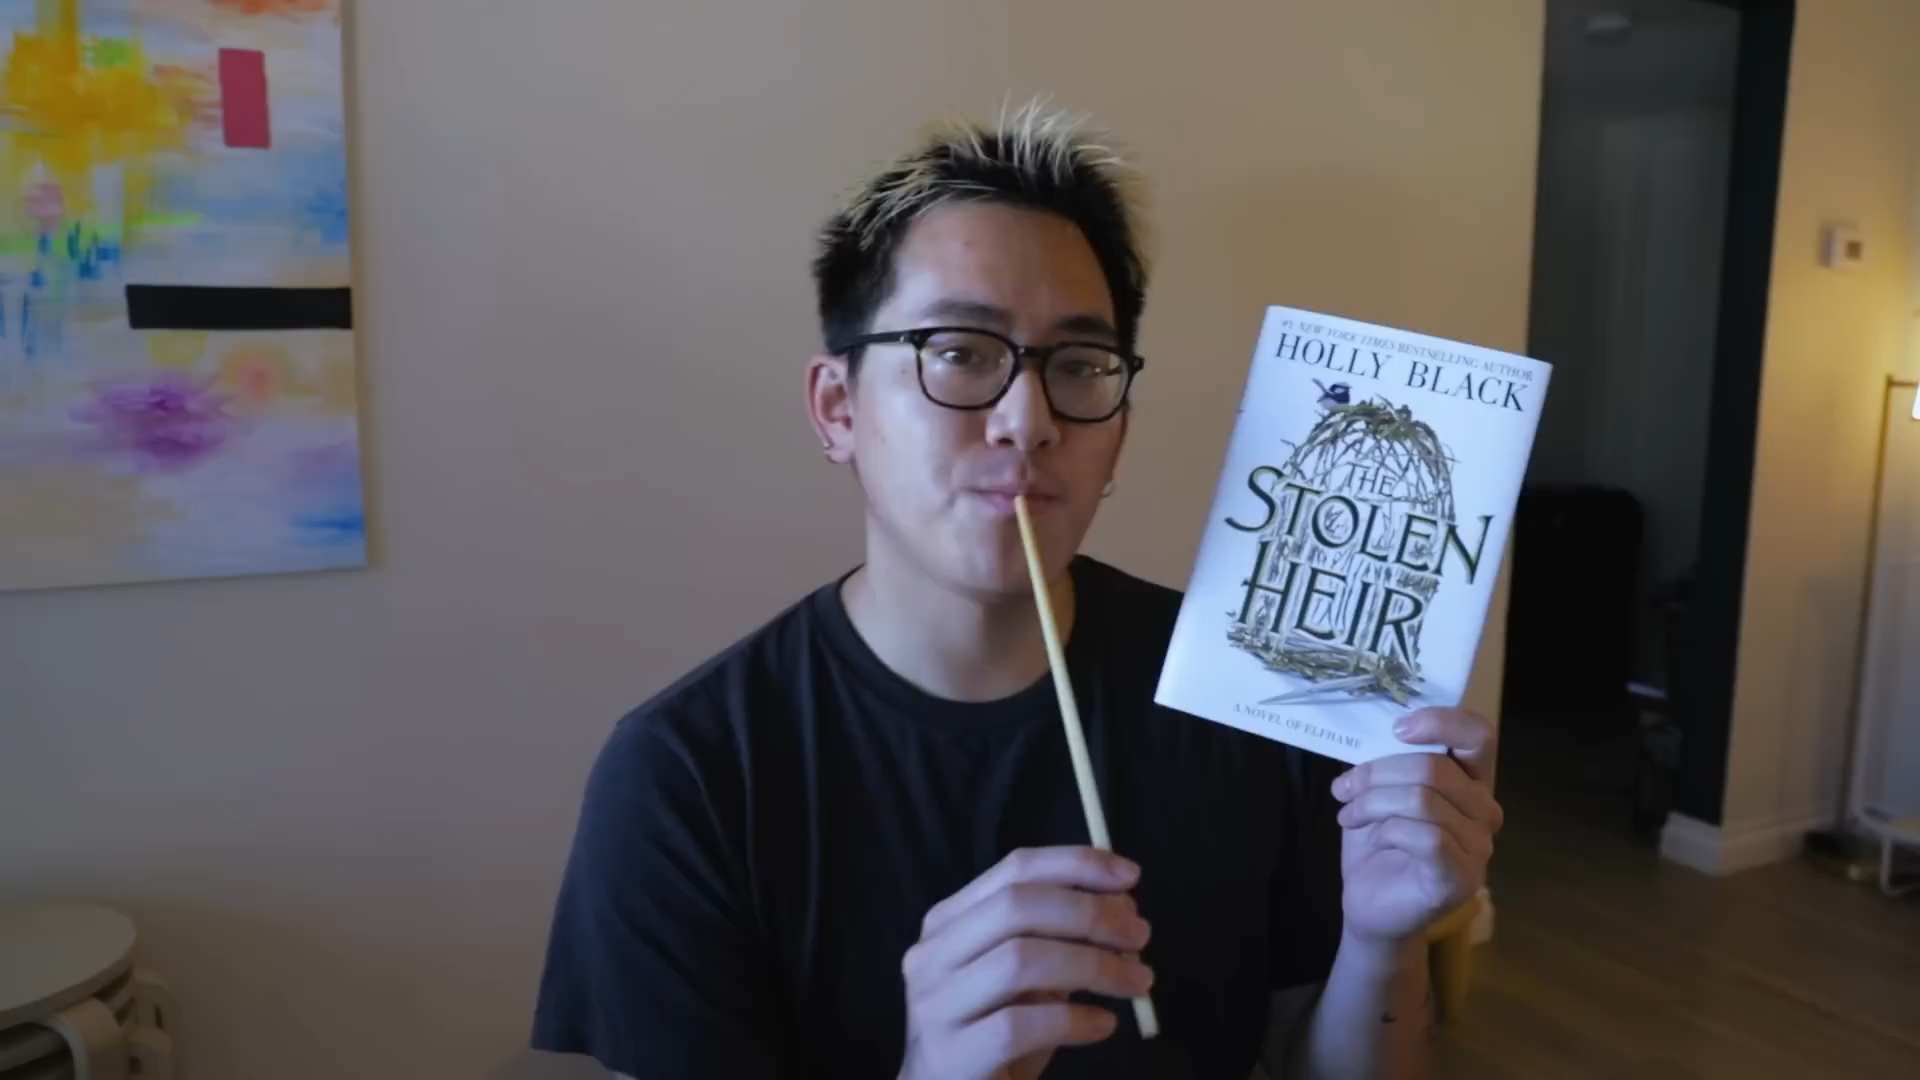 #1 NEW YORK TIMES BESTSELLING AUTHOR
HOLLY BLACK
THE
STOLEN
HEIR
A NOVEL OF ELFHAME